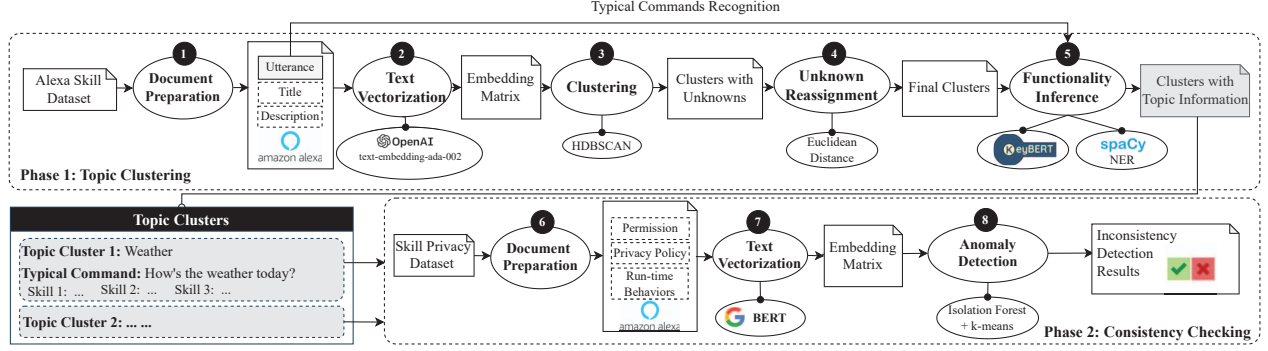 Typical Commands Recognition
1
2
3
4
5
Alexa Skill
Dataset
Document
Preparation
Utterance
Title
Description
amazon alexa
Text
Vectorization
OpenAI
text-embedding-ada-002
Embedding
Matrix
Clustering
HDBSCAN
Clusters with
Unknowns
Unknown
Reassignment
Euclidean
Distance
Final Clusters
Functionality
Inference
KeyBERT
spaCy
NER
Clusters with
Topic Information
Phase 1: Topic Clustering
Topic Clusters
Topic Cluster 1: Weather
Typical Command: How's the weather today?
Skill 1: ... Skill 2: ... Skill 3: ...
Topic Cluster 2: ... ...
6
7
8
Skill Privacy
Dataset
Document
Preparation
Permission
Privacy Policy
Run-time
Behaviors
amazon alexa
Text
Vectorization
G BERT
Embedding
Matrix
Anomaly
Detection
Isolation Forest
+ k-means
Inconsistency
Detection
Results
Phase 2: Consistency Checking